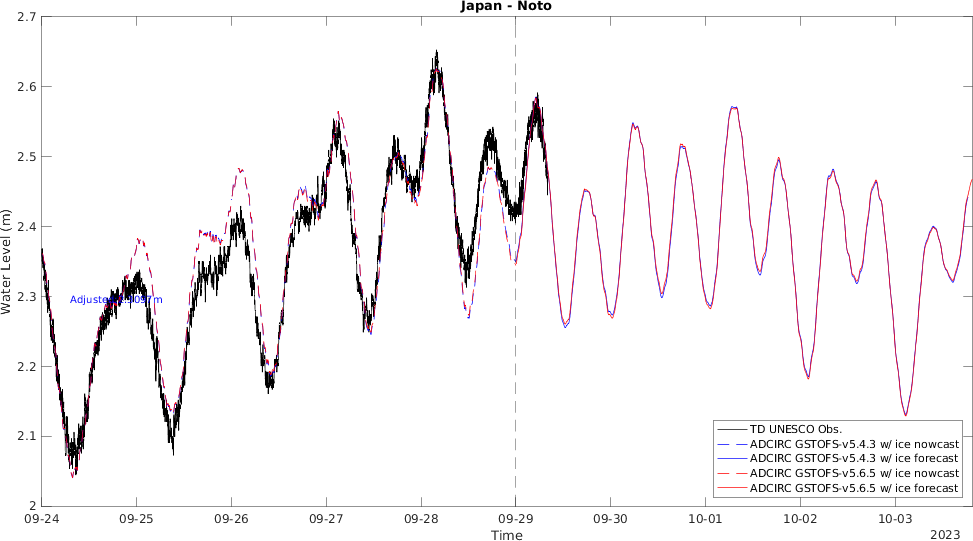 Japan - Noto
2.7
2.6
2.5
2.4
2.3
2.2
2.1
2
Water Level (m)
TD UNESCO Obs.
ADCIRC GSTOFS-v5.4.3 w/ ice nowcast
ADCIRC GSTOFS-v5.4.3 w/ ice forecast
ADCIRC GSTOFS-v5.6.5 w/ ice nowcast
ADCIRC GSTOFS-v5.6.5 w/ ice forecast
09-24 09-25 09-26 09-27 09-28 09-29 09-30 10-01 10-02 10-03
Time
2023